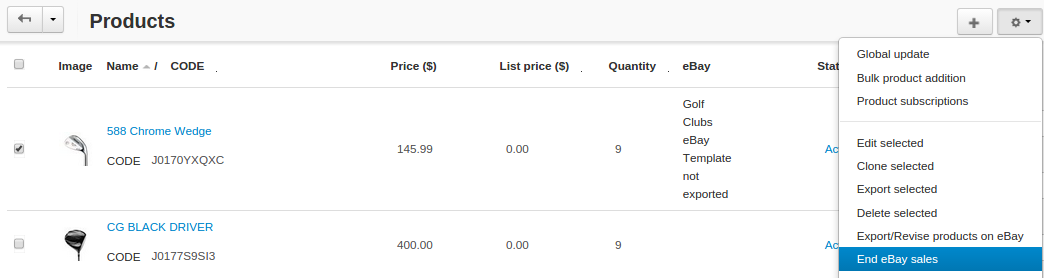 Products
Image Name / CODE Price ($) List price ($) Quantity eBay
588 Chrome Wedge
CODE J0170YXQXC
145.99 0.00 9
Golf
Clubs
eBay
Template
not
exported
CG BLACK DRIVER
CODE J0177S9SI3
400.00 0.00 9
Global update
Bulk product addition
Product subscriptions
Edit selected
Clone selected
Export selected
Delete selected
Export/Revise products on eBay
End eBay sales